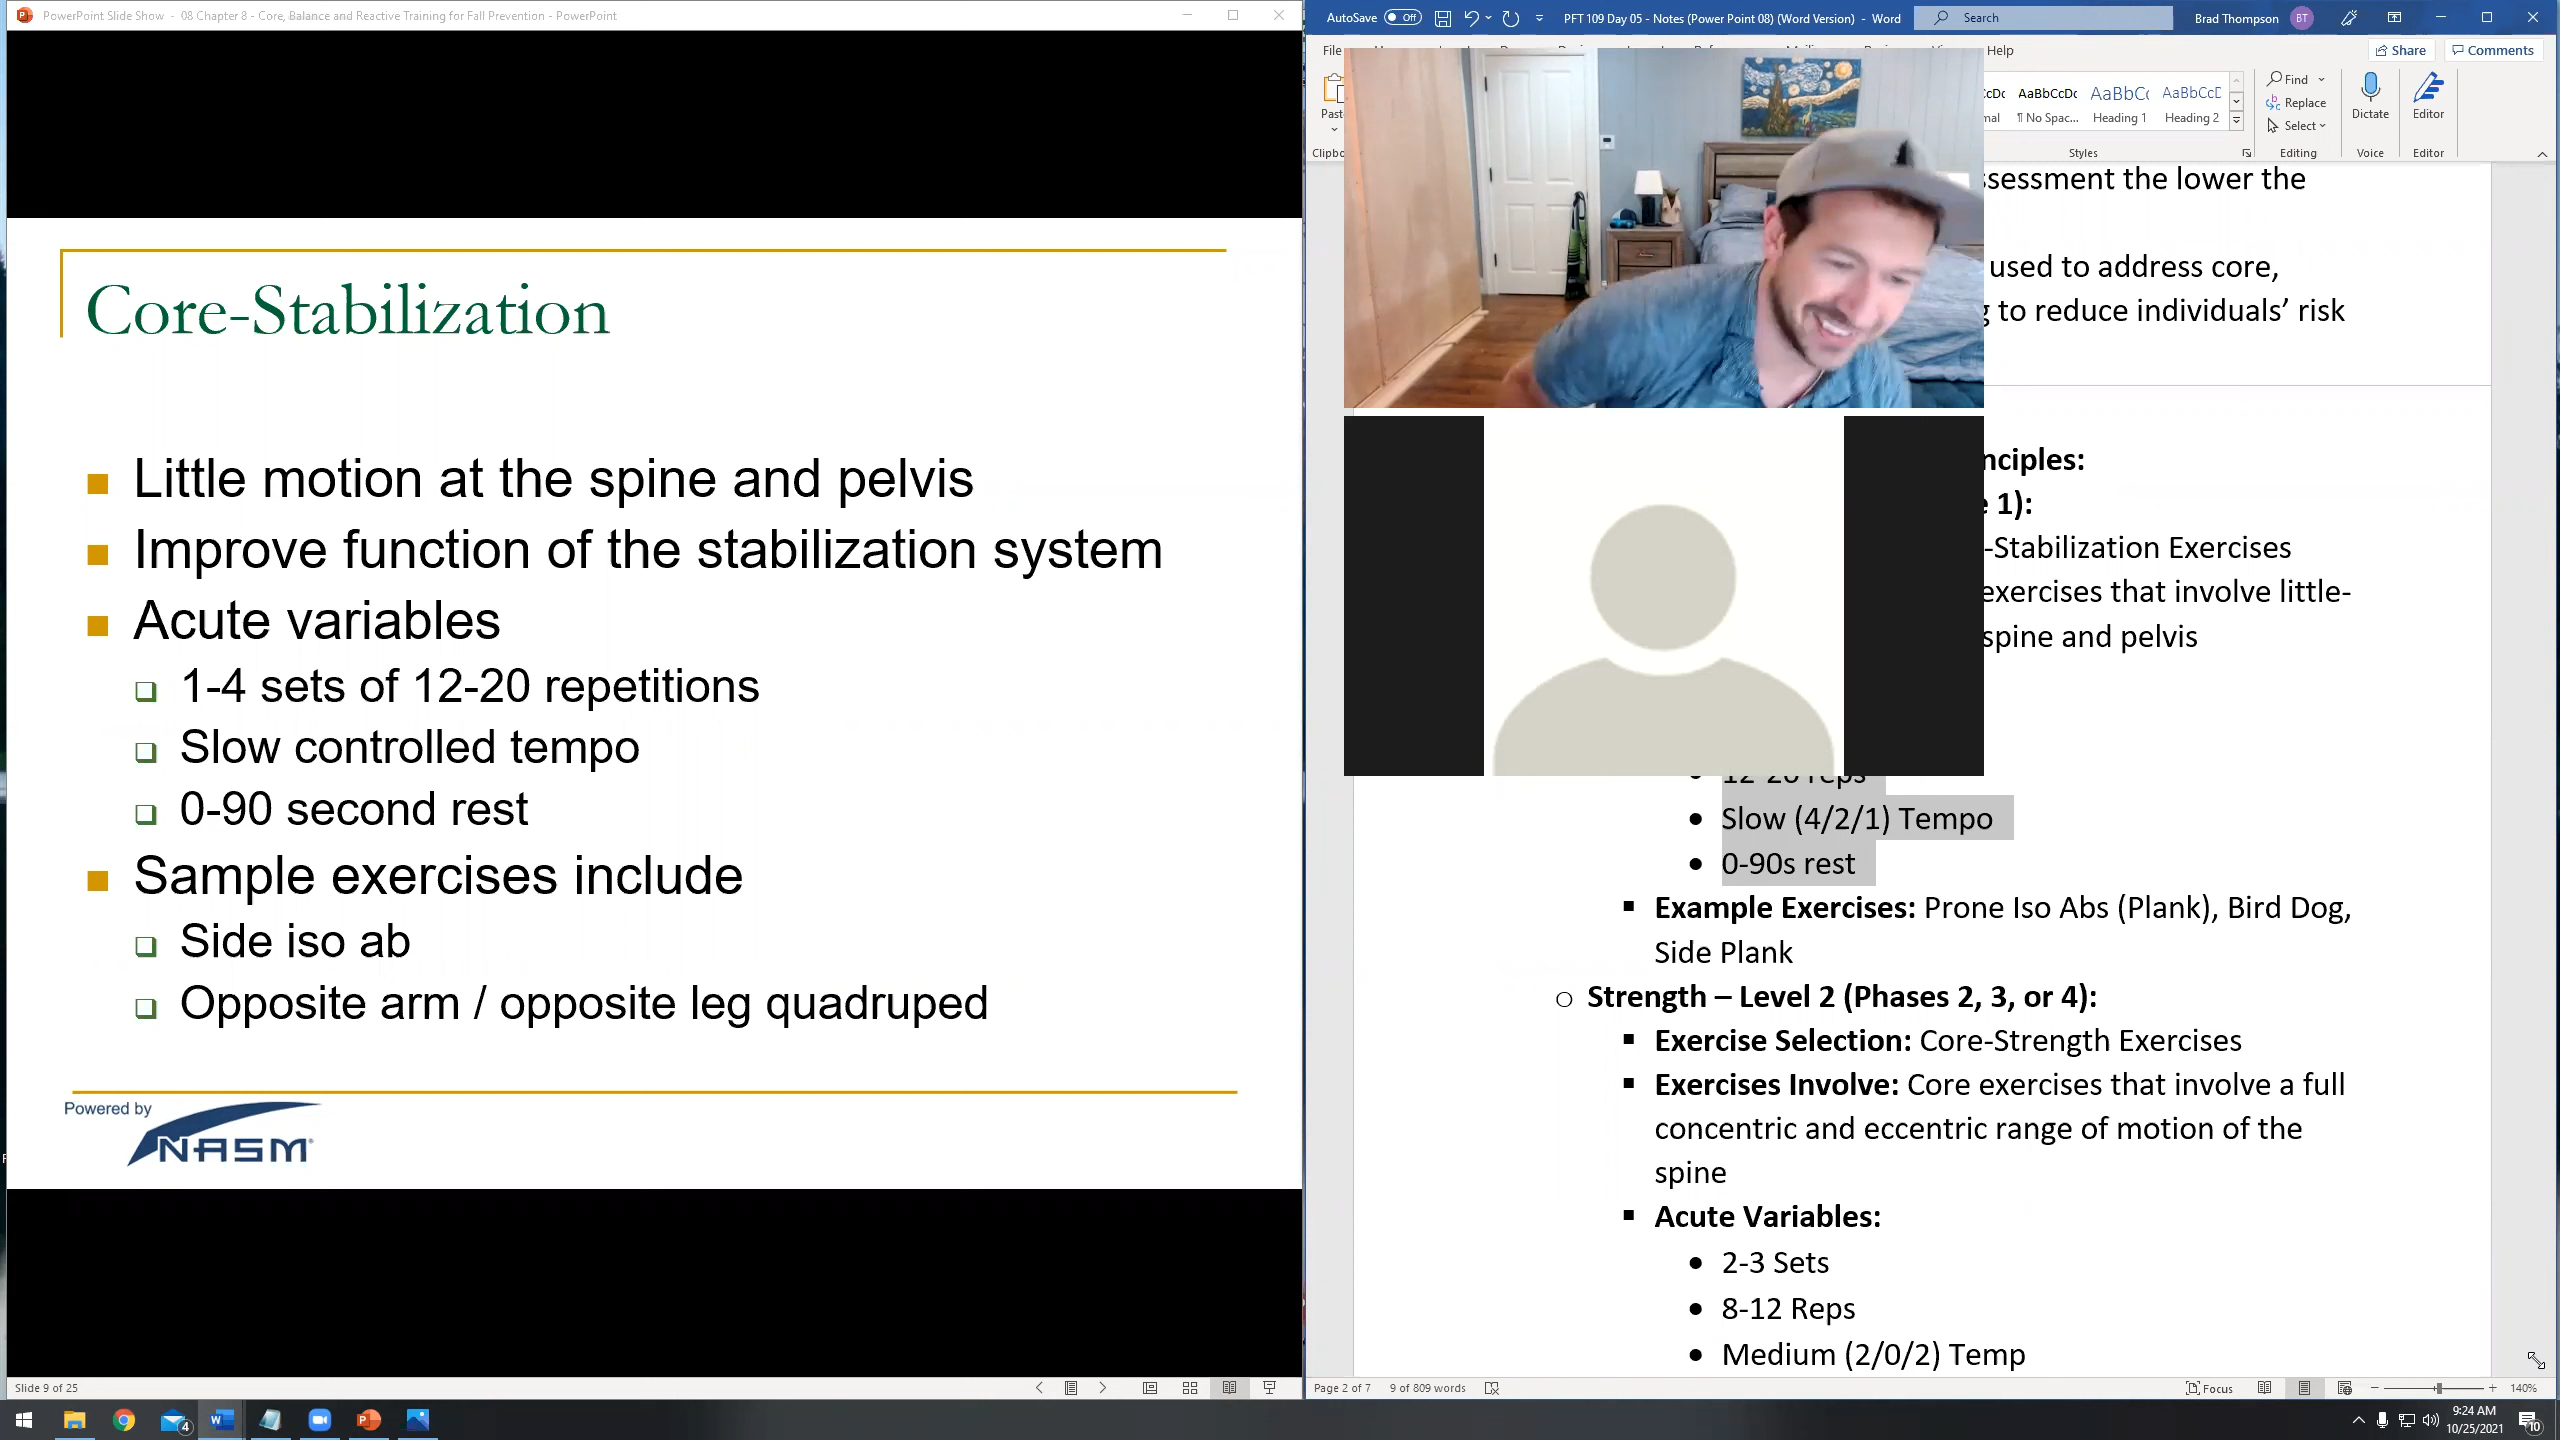 PowerPoint Slide Show - 08 Chapter 8 - Core, Balance and Reactive Training for Fall Prevention - PowerPoint
Core-Stabilization
Little motion at the spine and pelvis
Improve function of the stabilization system
Acute variables
1-4 sets of 12-20 repetitions
Slow controlled tempo
0-90 second rest
Sample exercises include
Side iso ab
Opposite arm / opposite leg quadruped
Powered by
NASM
Slide 9 of 25
AutoSave Off
PFT 109 Day 05 - Notes (Power Point 08) (Word Version) - Word
Search
Brad Thompson BT
File
Help
Share
Comments
AaBbCcDc AaBbCc AaBbCcD
¶ No Spac... Heading 1 Heading 2
Styles
Find
Replace
Select
Editing
Dictate
Voice
Editor
Editor
sessment the lower the
used to address core,
to reduce individuals’ risk
nciples:
1):
-Stabilization Exercises
exercises that involve little-
spine and pelvis
12-20 reps
Slow (4/2/1) Tempo
0-90s rest
Example Exercises: Prone Iso Abs (Plank), Bird Dog,
Side Plank
Strength – Level 2 (Phases 2, 3, or 4):
Exercise Selection: Core-Strength Exercises
Exercises Involve: Core exercises that involve a full
concentric and eccentric range of motion of the
spine
Acute Variables:
2-3 Sets
8-12 Reps
Medium (2/0/2) Temp
Page 2 of 7 9 of 809 words
Focus
140%
4
9:24 AM
10/25/2021
10